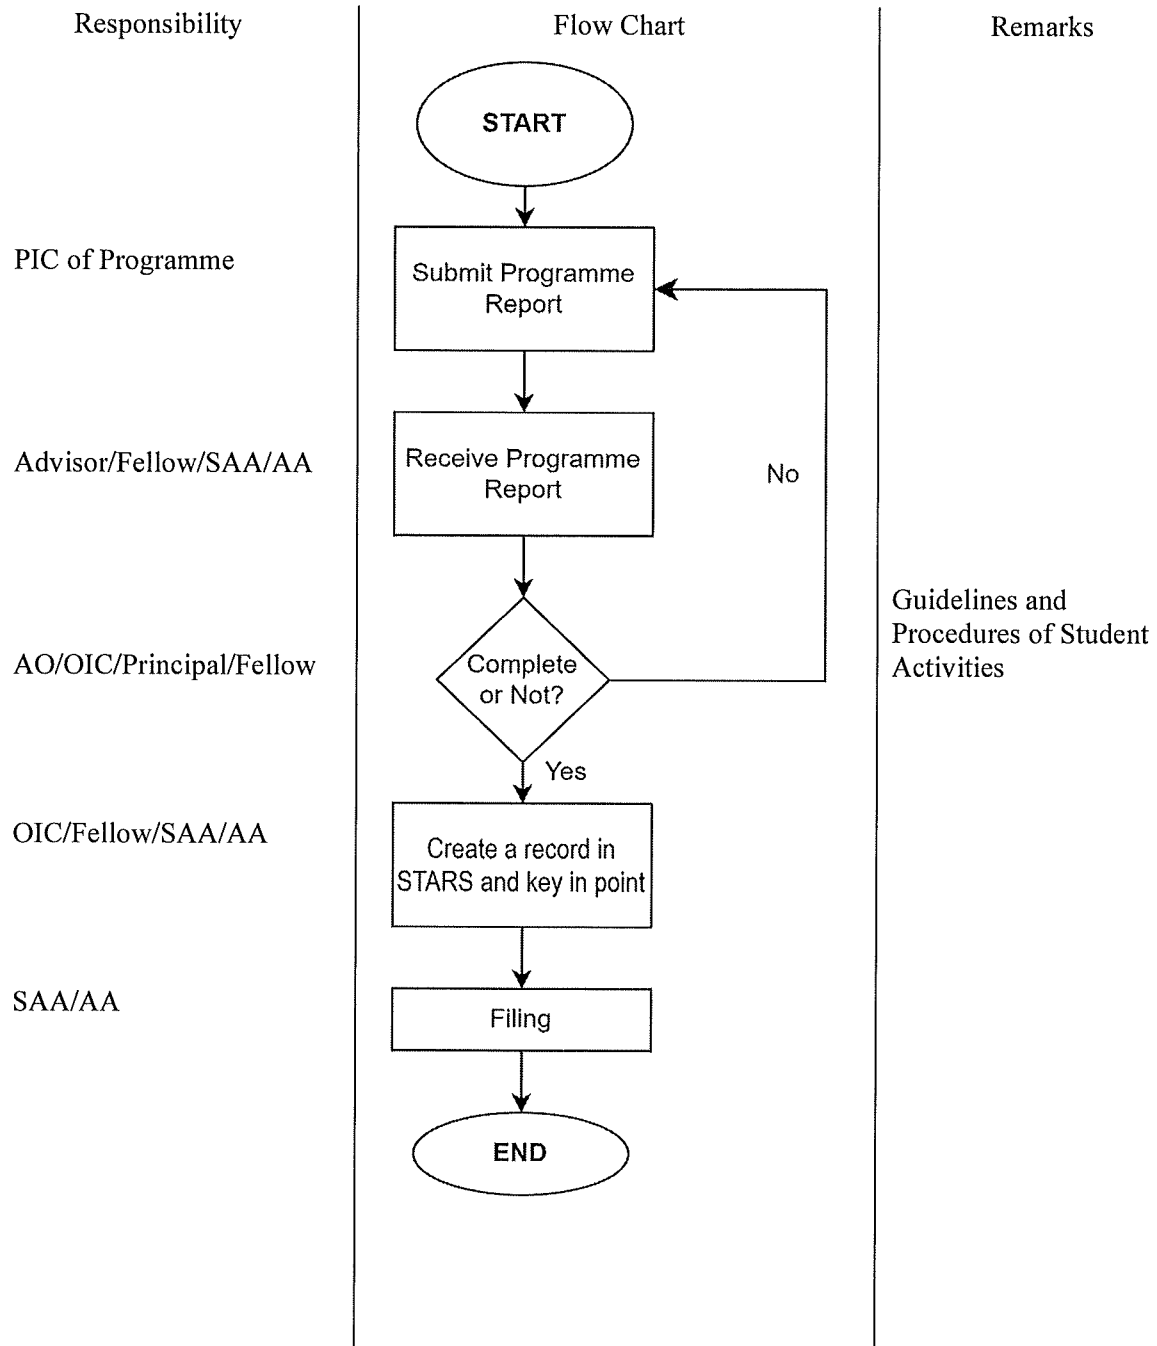 Responsibility
Flow Chart
Remarks
START
PIC of Programme
Submit Programme
Report
Advisor/Fellow/SAA/AA
Receive Programme
Report
No
AO/OIC/Principal/Fellow
Complete
or Not?
Guidelines and
Procedures of Student
Activities
Yes
OIC/Fellow/SAA/AA
Create a record in
STARS and key in point
SAA/AA
Filing
END